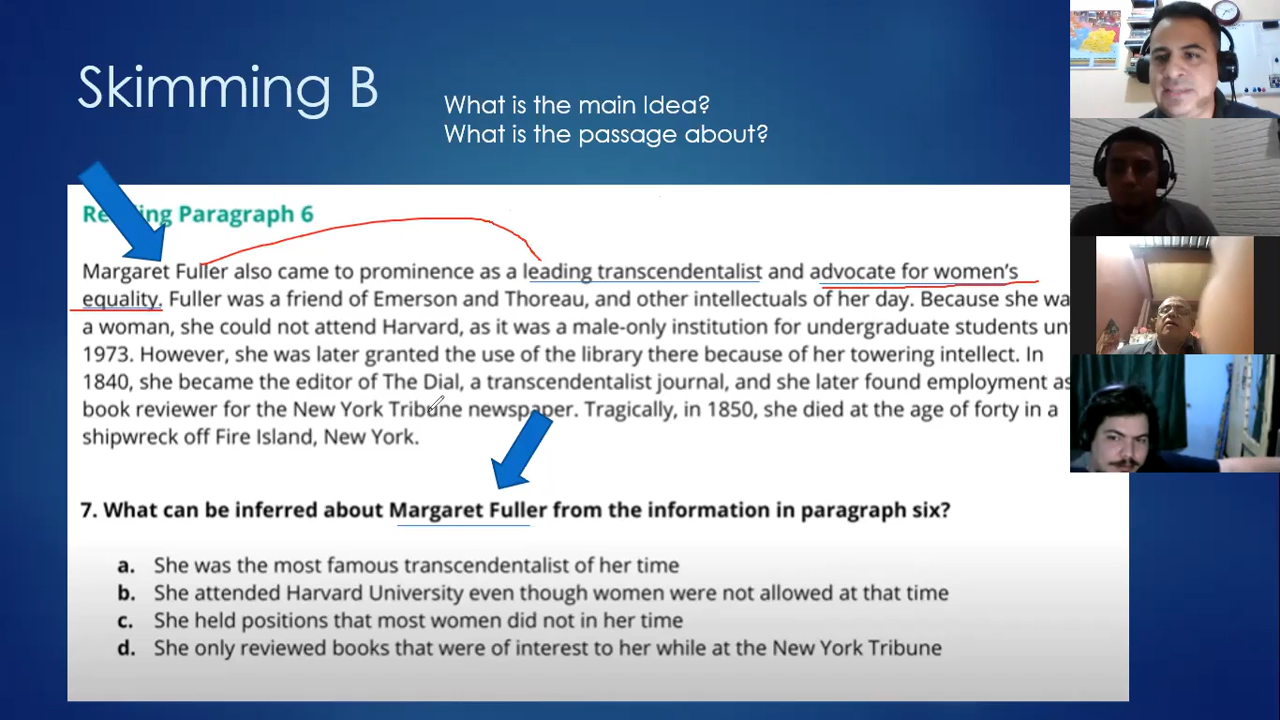 Skimming B
What is the main Idea?
What is the passage about?
Reading Paragraph 6
Margaret Fuller also came to prominence as a leading transcendentalist and advocate for women's
equality. Fuller was a friend of Emerson and Thoreau, and other intellectuals of her day. Because she
a woman, she could not attend Harvard, as it was a male-only institution for undergraduate students
1973. However, she was later granted the use of the library there because of her towering intellect. In
1840, she became the editor of The Dial, a transcendentalist journal, and she later found employment as
book reviewer for the New York Tribune newspaper. Tragically, in 1850, she died at the age of forty in a
shipwreck off Fire Island, New York.
7. What can be inferred about Margaret Fuller from the information in paragraph six?
a. She was the most famous transcendentalist of her time
b. She attended Harvard University even though women were not allowed at that time
c. She held positions that most women did not in her time
d. She only reviewed books that were of interest to her while at the New York Tribune